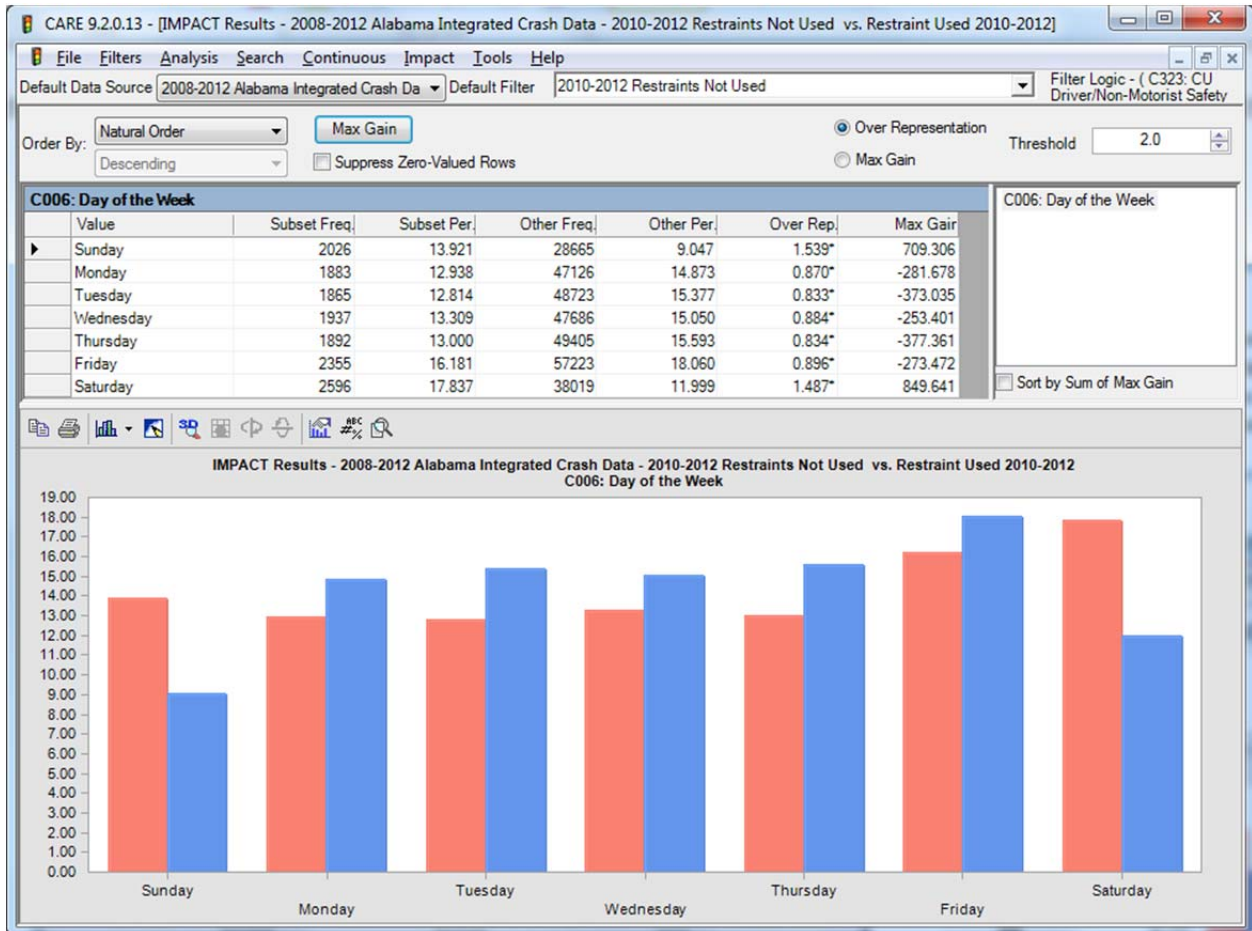 CARE 9.2.0.13 - [IMPACT Results - 2008-2012 Alabama Integrated Crash Data - 2010-2012 Restraints Not Used vs. Restraint Used 2010-2012]
File Filters Analysis Search Continuous Impact Tools Help
Default Data Source 2008-2012 Alabama Integrated Crash Da Default Filter 2010-2012 Restraints Not Used Filter Logic - ( C323: CU
Driver/Non-Motorist Safety
Order By: Natural Order Max Gain Over Representation Threshold 2.0
Descending Suppress Zero-Valued Rows Max Gain
C006: Day of the Week C006: Day of the Week
Value Subset Freq. Subset Per. Other Freq. Other Per. Over Rep. Max Gain
Sunday 2026 13.921 28665 9.047 1.539* 709.306
Monday 1883 12.938 47126 14.873 0.870* -281.678
Tuesday 1865 12.814 48723 15.377 0.833* -373.035
Wednesday 1937 13.309 47686 15.050 0.884* -253.401
Thursday 1892 13.000 49405 15.593 0.834* -377.361
Friday 2355 16.181 57223 18.060 0.896* -273.472
Saturday 2596 17.837 38019 11.999 1.487* 849.641
Sort by Sum of Max Gain
3D ABC #%
IMPACT Results - 2008-2012 Alabama Integrated Crash Data - 2010-2012 Restraints Not Used vs. Restraint Used 2010-2012
C006: Day of the Week
19.00
18.00
17.00
16.00
15.00
14.00
13.00
12.00
11.00
10.00
9.00
8.00
7.00
6.00
5.00
4.00
3.00
2.00
1.00
0.00
Sunday Tuesday Thursday Saturday
Monday Wednesday Friday